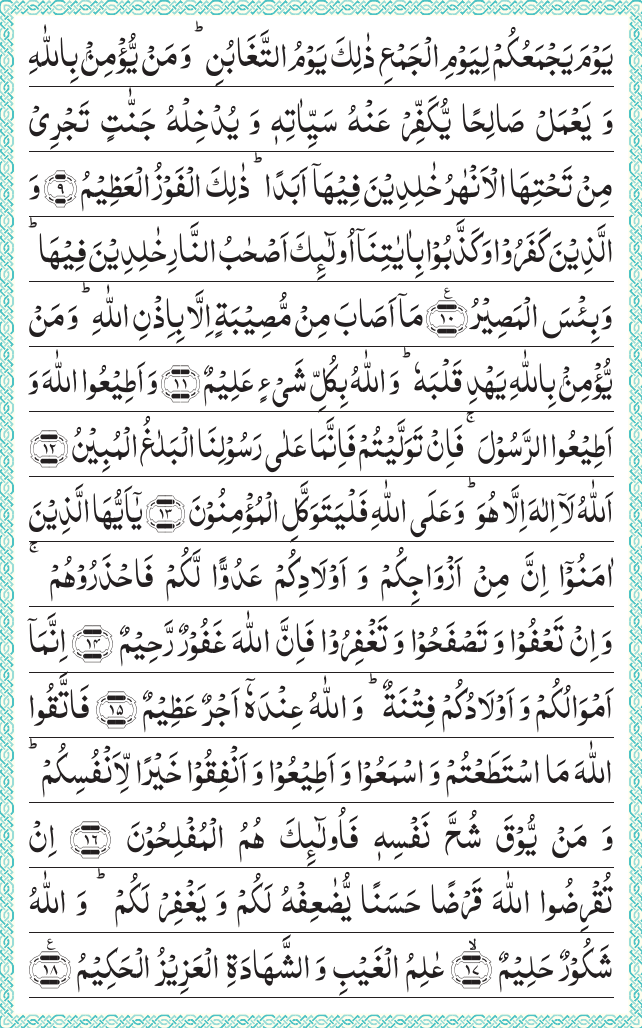 يَوْمَ يَجْمَعُكُمْ لِيَوْمِ الْجَمْعِ ذٰلِكَ يَوْمُ التَّغَابُنِ ؕ وَ مَنْ يُّؤْمِنْۢ بِاللّٰهِ
وَ يَعْمَلْ صَالِحًا يُّكَفِّرْ عَنْهُ سَيِّاٰتِهٖ وَ يُدْخِلْهُ جَنّٰتٍ تَجْرِیْ
مِنْ تَحْتِهَا الْاَنْهٰرُ خٰلِدِیْنَ فِیْهَاۤ اَبَدًا ؕ ذٰلِكَ الْفَوْزُ الْعَظِیْمُ ﴿۹﴾ وَ
الَّذِیْنَ كَفَرُوْا وَ كَذَّبُوْا بِاٰیٰتِنَاۤ اُولٰٓىِٕكَ اَصْحٰبُ النَّارِ خٰلِدِیْنَ فِیْهَا ؕ
وَ بِئْسَ الْمَصِیْرُ ﴿۱۰﴾ ع مَاۤ اَصَابَ مِنْ مُّصِیْبَةٍ اِلَّا بِاِذْنِ اللّٰهِ ؕ وَ مَنْ
یُّؤْمِنْۢ بِاللّٰهِ یَهْدِ قَلْبَهٗ ؕ وَ اللّٰهُ بِكُلِّ شَیْءٍ عَلِیْمٌ ﴿۱۱﴾ وَ اَطِیْعُوا اللّٰهَ وَ
اَطِیْعُوا الرَّسُوْلَ ۚ فَاِنْ تَوَلَّیْتُمْ فَاِنَّمَا عَلٰى رَسُوْلِنَا الْبَلٰغُ الْمُبِیْنُ ﴿۱۲﴾
اَللّٰهُ لَاۤ اِلٰهَ اِلَّا هُوَ ؕ وَ عَلَى اللّٰهِ فَلْیَتَوَكَّلِ الْمُؤْمِنُوْنَ ﴿۱۳﴾ یٰۤاَیُّهَا الَّذِیْنَ
اٰمَنُوْۤا اِنَّ مِنْ اَزْوَاجِكُمْ وَ اَوْلَادِكُمْ عَدُوًّا لَّكُمْ فَاحْذَرُوْهُمْ ۚ
وَ اِنْ تَعْفُوْا وَ تَصْفَحُوْا وَ تَغْفِرُوْا فَاِنَّ اللّٰهَ غَفُوْرٌ رَّحِیْمٌ ﴿۱۴﴾ اِنَّمَاۤ
اَمْوَالُكُمْ وَ اَوْلَادُكُمْ فِتْنَةٌ ؕ وَ اللّٰهُ عِنْدَهٗۤ اَجْرٌ عَظِیْمٌ ﴿۱۵﴾ فَاتَّقُوا
اللّٰهَ مَا اسْتَطَعْتُمْ وَ اسْمَعُوْا وَ اَطِیْعُوْا وَ اَنْفِقُوْا خَیْرًا لِّاَنْفُسِكُمْ ؕ
وَ مَنْ یُّوْقَ شُحَّ نَفْسِهٖ فَاُولٰٓىِٕكَ هُمُ الْمُفْلِحُوْنَ ﴿۱۶﴾ اِنْ
تُقْرِضُوا اللّٰهَ قَرْضًا حَسَنًا یُّضٰعِفْهُ لَكُمْ وَ یَغْفِرْ لَكُمْ ؕ وَ اللّٰهُ
شَكُوْرٌ حَلِیْمٌ ﴿۱۷﴾ۙ عٰلِمُ الْغَیْبِ وَ الشَّهَادَةِ الْعَزِیْزُ الْحَكِیْمُ ﴿۱۸﴾ ع